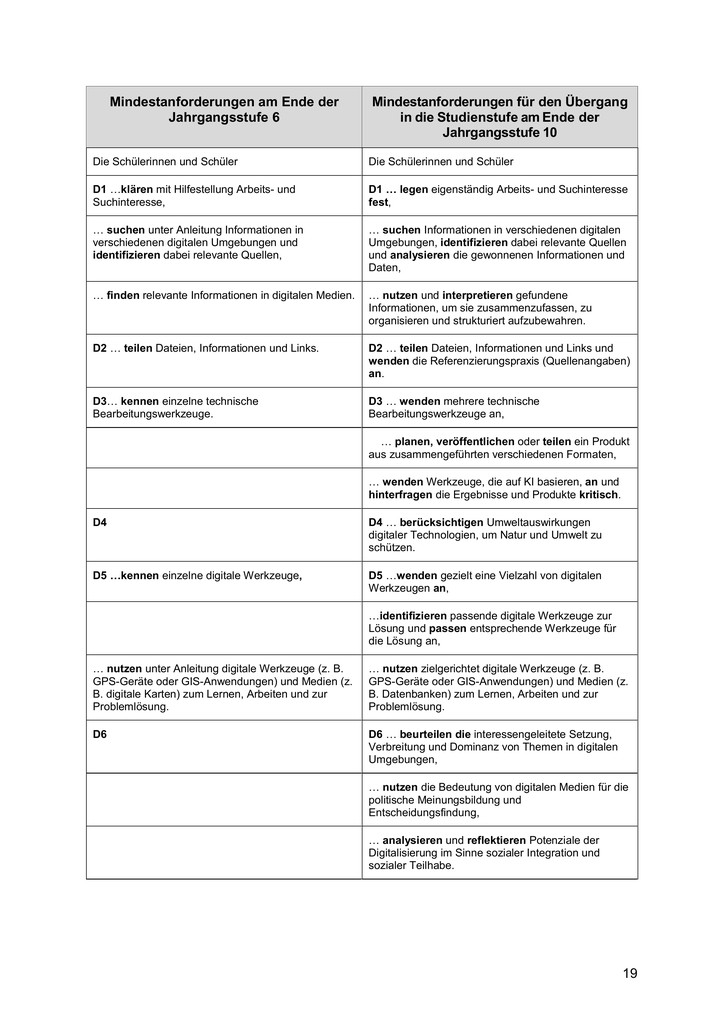 Mindestanforderungen am Ende der
Jahrgangsstufe 6
Mindestanforderungen für den Übergang
in die Studienstufe am Ende der
Jahrgangsstufe 10
Die Schülerinnen und Schüler
Die Schülerinnen und Schüler
D1 …klären mit Hilfestellung Arbeits- und
Suchinteresse,
D1 … legen eigenständig Arbeits- und Suchinteresse
fest,
… suchen unter Anleitung Informationen in
verschiedenen digitalen Umgebungen und
identifizieren dabei relevante Quellen,
… suchen Informationen in verschiedenen digitalen
Umgebungen, identifizieren dabei relevante Quellen
und analysieren die gewonnenen Informationen und
Daten,
… finden relevante Informationen in digitalen Medien.
… nutzen und interpretieren gefundene
Informationen, um sie zusammenzufassen, zu
organisieren und strukturiert aufzubewahren.
D2 … teilen Dateien, Informationen und Links.
D2 … teilen Dateien, Informationen und Links und
wenden die Referenzierungspraxis (Quellenangaben)
an.
D3… kennen einzelne technische
Bearbeitungswerkzeuge.
D3 … wenden mehrere technische
Bearbeitungswerkzeuge an,
… planen, veröffentlichen oder teilen ein Produkt
aus zusammengeführten verschiedenen Formaten,
… wenden Werkzeuge, die auf KI basieren, an und
hinterfragen die Ergebnisse und Produkte kritisch.
D4
D4 … berücksichtigen Umweltauswirkungen
digitaler Technologien, um Natur und Umwelt zu
schützen.
D5 …kennen einzelne digitale Werkzeuge,
D5 …wenden gezielt eine Vielzahl von digitalen
Werkzeugen an,
…identifizieren passende digitale Werkzeuge zur
Lösung und passen entsprechende Werkzeuge für
die Lösung an,
… nutzen unter Anleitung digitale Werkzeuge (z. B.
GPS-Geräte oder GIS-Anwendungen) und Medien (z.
B. digitale Karten) zum Lernen, Arbeiten und zur
Problemlösung.
… nutzen zielgerichtet digitale Werkzeuge (z. B.
GPS-Geräte oder GIS-Anwendungen) und Medien (z.
B. Datenbanken) zum Lernen, Arbeiten und zur
Problemlösung.
D6
D6 … beurteilen die interessengeleitete Setzung,
Verbreitung und Dominanz von Themen in digitalen
Umgebungen,
… nutzen die Bedeutung von digitalen Medien für die
politische Meinungsbildung und
Entscheidungsfindung,
… analysieren und reflektieren Potenziale der
Digitalisierung im Sinne sozialer Integration und
sozialer Teilhabe.
19